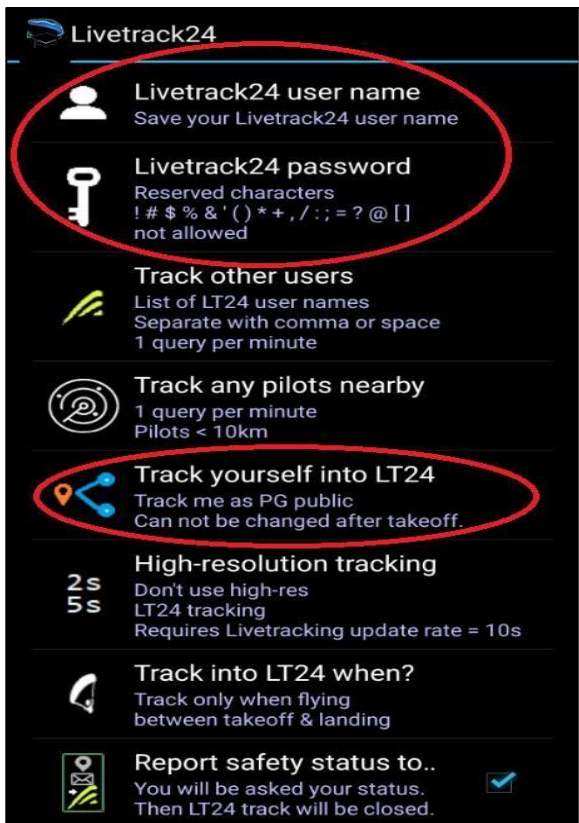 Livetrack24
Livetrack24 user name
Save your Livetrack24 user name
Livetrack24 password
Reserved characters
! # $ % & ' ( ) * + , / : ; = ? @ [ ]
not allowed
Track other users
List of LT24 user names
Separate with comma or space
1 query per minute
Track any pilots nearby
1 query per minute
Pilots < 10km
Track yourself into LT24
Track me as PG public
Can not be changed after takeoff.
High-resolution tracking
2s
5s
Don't use high-res
LT24 tracking
Requires Livetracking update rate = 10s
Track into LT24 when?
Track only when flying
between takeoff & landing
Report safety status to..
You will be asked your status.
Then LT24 track will be closed.